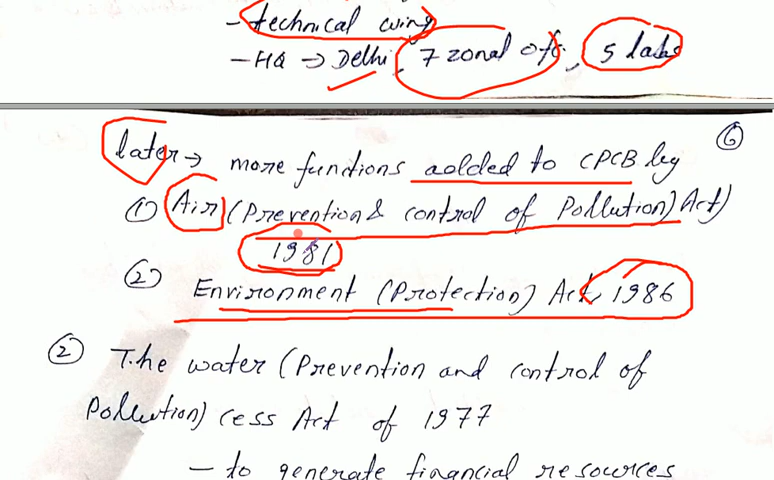 - technical wing
- HQ → Delhi, 7 zonal off., 5 labs
6
later → more functions added to CPCB by
① Air (Prevention & control of Pollution) Act)
1981
② Environment (Protection) Act, 1986
② The water (Prevention and control of
Pollution) cess Act of 1977
- to generate financial resources